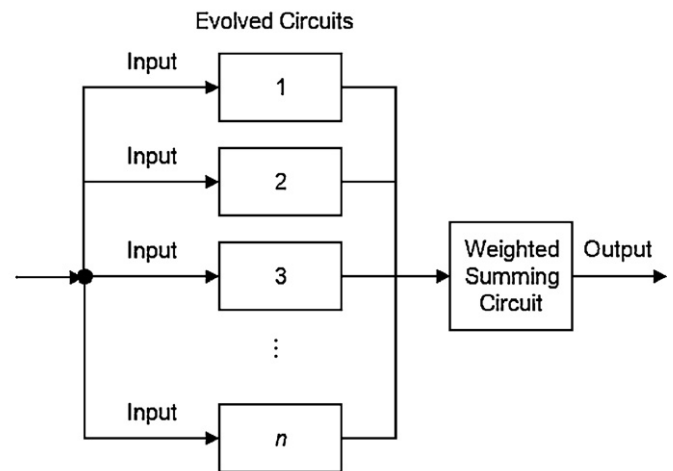 Evolved Circuits
Input
1
Input
2
Input
3
Weighted
Summing
Circuit
Output
⋮
Input
n